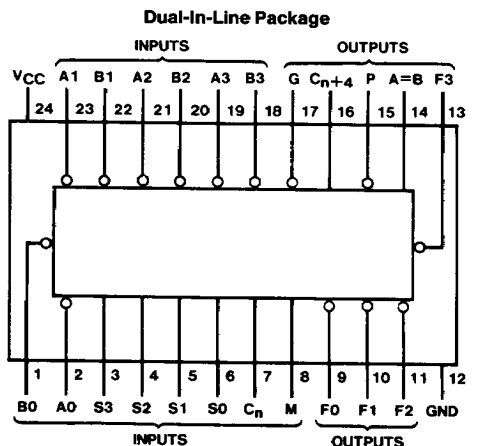 Dual-In-Line Package
INPUTS OUTPUTS
VCC A1 B1 A2 B2 A3 B3 G Cn+4 P A=B F3
24 23 22 21 20 19 18 17 16 15 14 13
1 2 3 4 5 6 7 8 9 10 11 12
B0 A0 S3 S2 S1 S0 Cn M F0 F1 F2 GND
INPUTS OUTPUTS